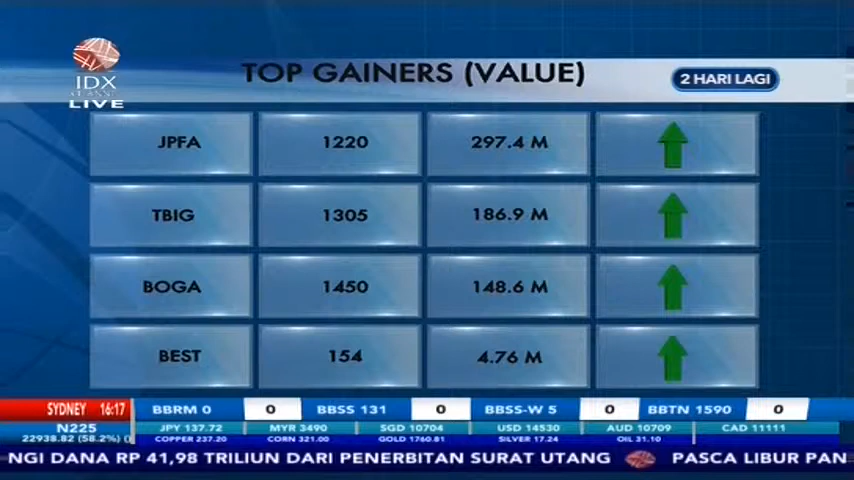 IDX
CHANNEL
LIVE
TOP GAINERS (VALUE)
2 HARI LAGI
JPFA 1220 297.4 M
TBIG 1305 186.9 M
BOGA 1450 148.6 M
BEST 154 4.76 M
SYDNEY 16:17 BBRM 0 0 BBSS 131 0 BBSS-W 5 0 BBTN 1590 0
N225 JPY 137.72 MYR 3490 SGD 10704 USD 14530 AUD 10709 CAD 11111
22938.82 (58.2%) () COPPER 237.20 CORN 321.00 GOLD 1760.81 SILVER 17.24 OIL 31.10
NGI DANA RP 41,98 TRILIUN DARI PENERBITAN SURAT UTANG PASCA LIBUR PAN